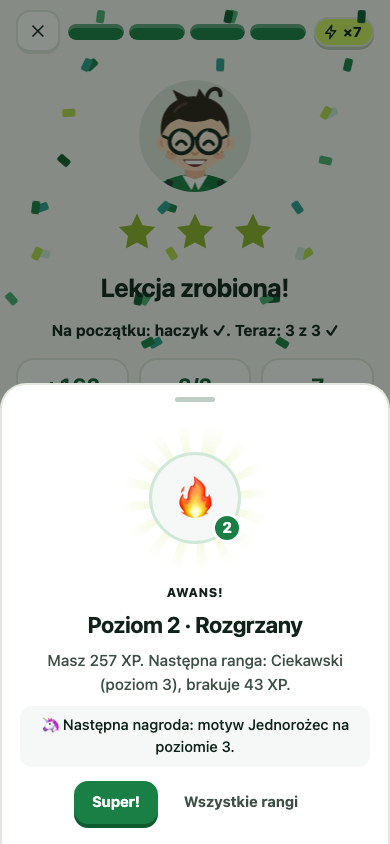 ×7
Lekcja zrobiona!
Na początku: haczyk ✓. Teraz: 3 z 3 ✓
2
AWANS!
Poziom 2 · Rozgrzany
Masz 257 XP. Następna ranga: Ciekawski
(poziom 3), brakuje 43 XP.
🦄 Następna nagroda: motyw Jednorożec na
poziomie 3.
Super! Wszystkie rangi